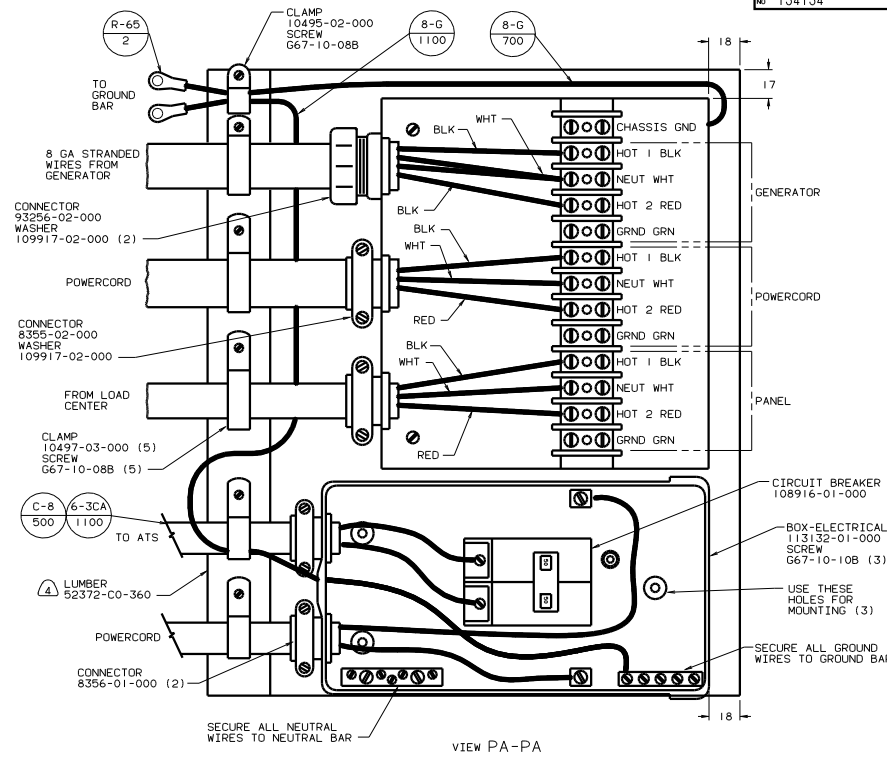 NO 154154
R-65
2
CLAMP
10495-02-000
SCREW
G67-10-08B
8-G
1100
8-G
700
18
17
TO
GROUND
BAR
CHASSIS GND
8 GA STRANDED
WIRES FROM
GENERATOR
BLK
WHT
BLK
HOT 1 BLK
NEUT WHT
HOT 2 RED
GRND GRN
GENERATOR
CONNECTOR
93256-02-000
WASHER
109917-02-000 (2)
POWERCORD
BLK
WHT
RED
HOT 1 BLK
NEUT WHT
HOT 2 RED
GRND GRN
POWERCORD
CONNECTOR
8355-02-000
WASHER
109917-02-000
FROM LOAD
CENTER
BLK
WHT
RED
HOT 1 BLK
NEUT WHT
HOT 2 RED
GRND GRN
PANEL
CLAMP
10497-03-000 (5)
SCREW
G67-10-08B (5)
C-8
500
6-3CA
1100
TO ATS
CIRCUIT BREAKER
108916-01-000
BOX-ELECTRICAL
113132-01-000
SCREW
G67-10-10B (3)
4 LUMBER
52372-C0-360
USE THESE
HOLES FOR
MOUNTING (3)
POWERCORD
CONNECTOR
8356-01-000 (2)
SECURE ALL GROUND
WIRES TO GROUND BAR
SECURE ALL NEUTRAL
WIRES TO NEUTRAL BAR
18
VIEW PA-PA